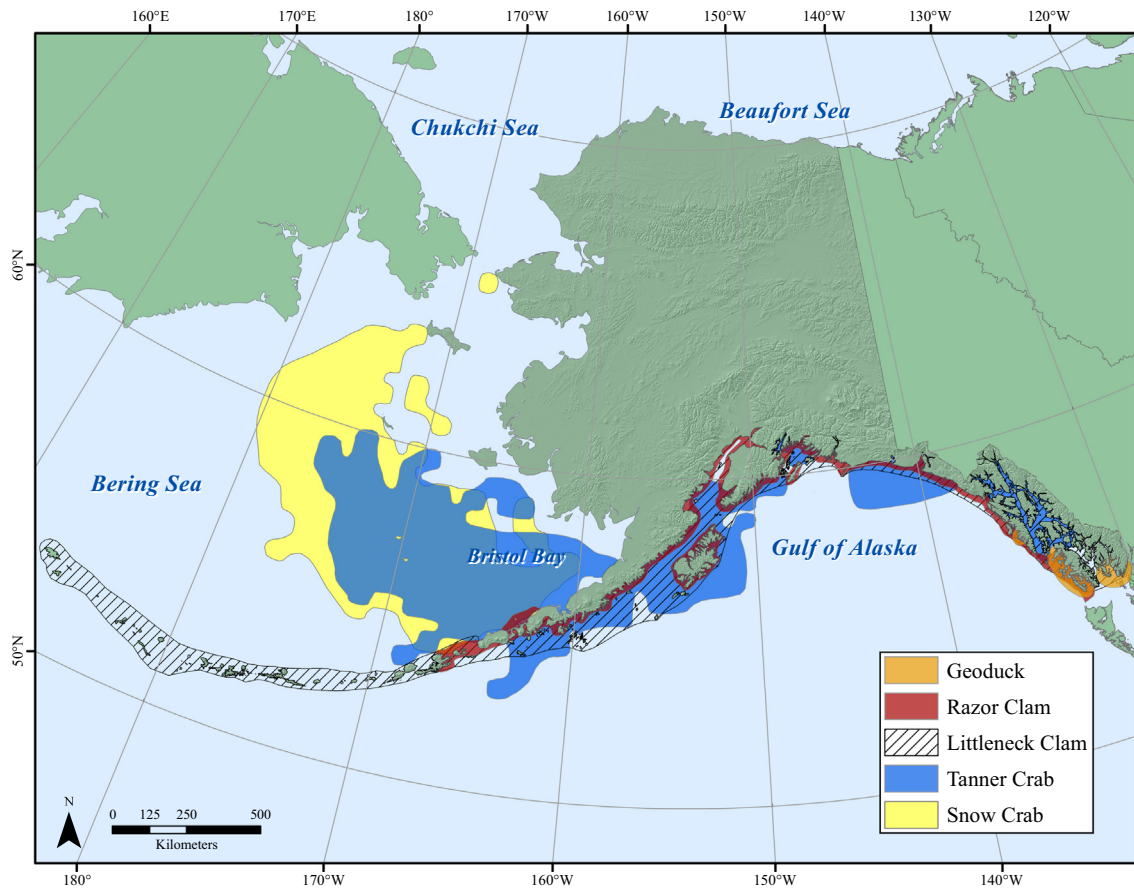 160°E 170°E 180° 170°W 160°W 150°W 140°W 130°W 120°W
Chukchi Sea
Beaufort Sea
60°N
Bering Sea
Bristol Bay
Gulf of Alaska
50°N
Geoduck
Razor Clam
Littleneck Clam
Tanner Crab
Snow Crab
N
0 125 250 500
Kilometers
180° 170°W 160°W 150°W 140°W